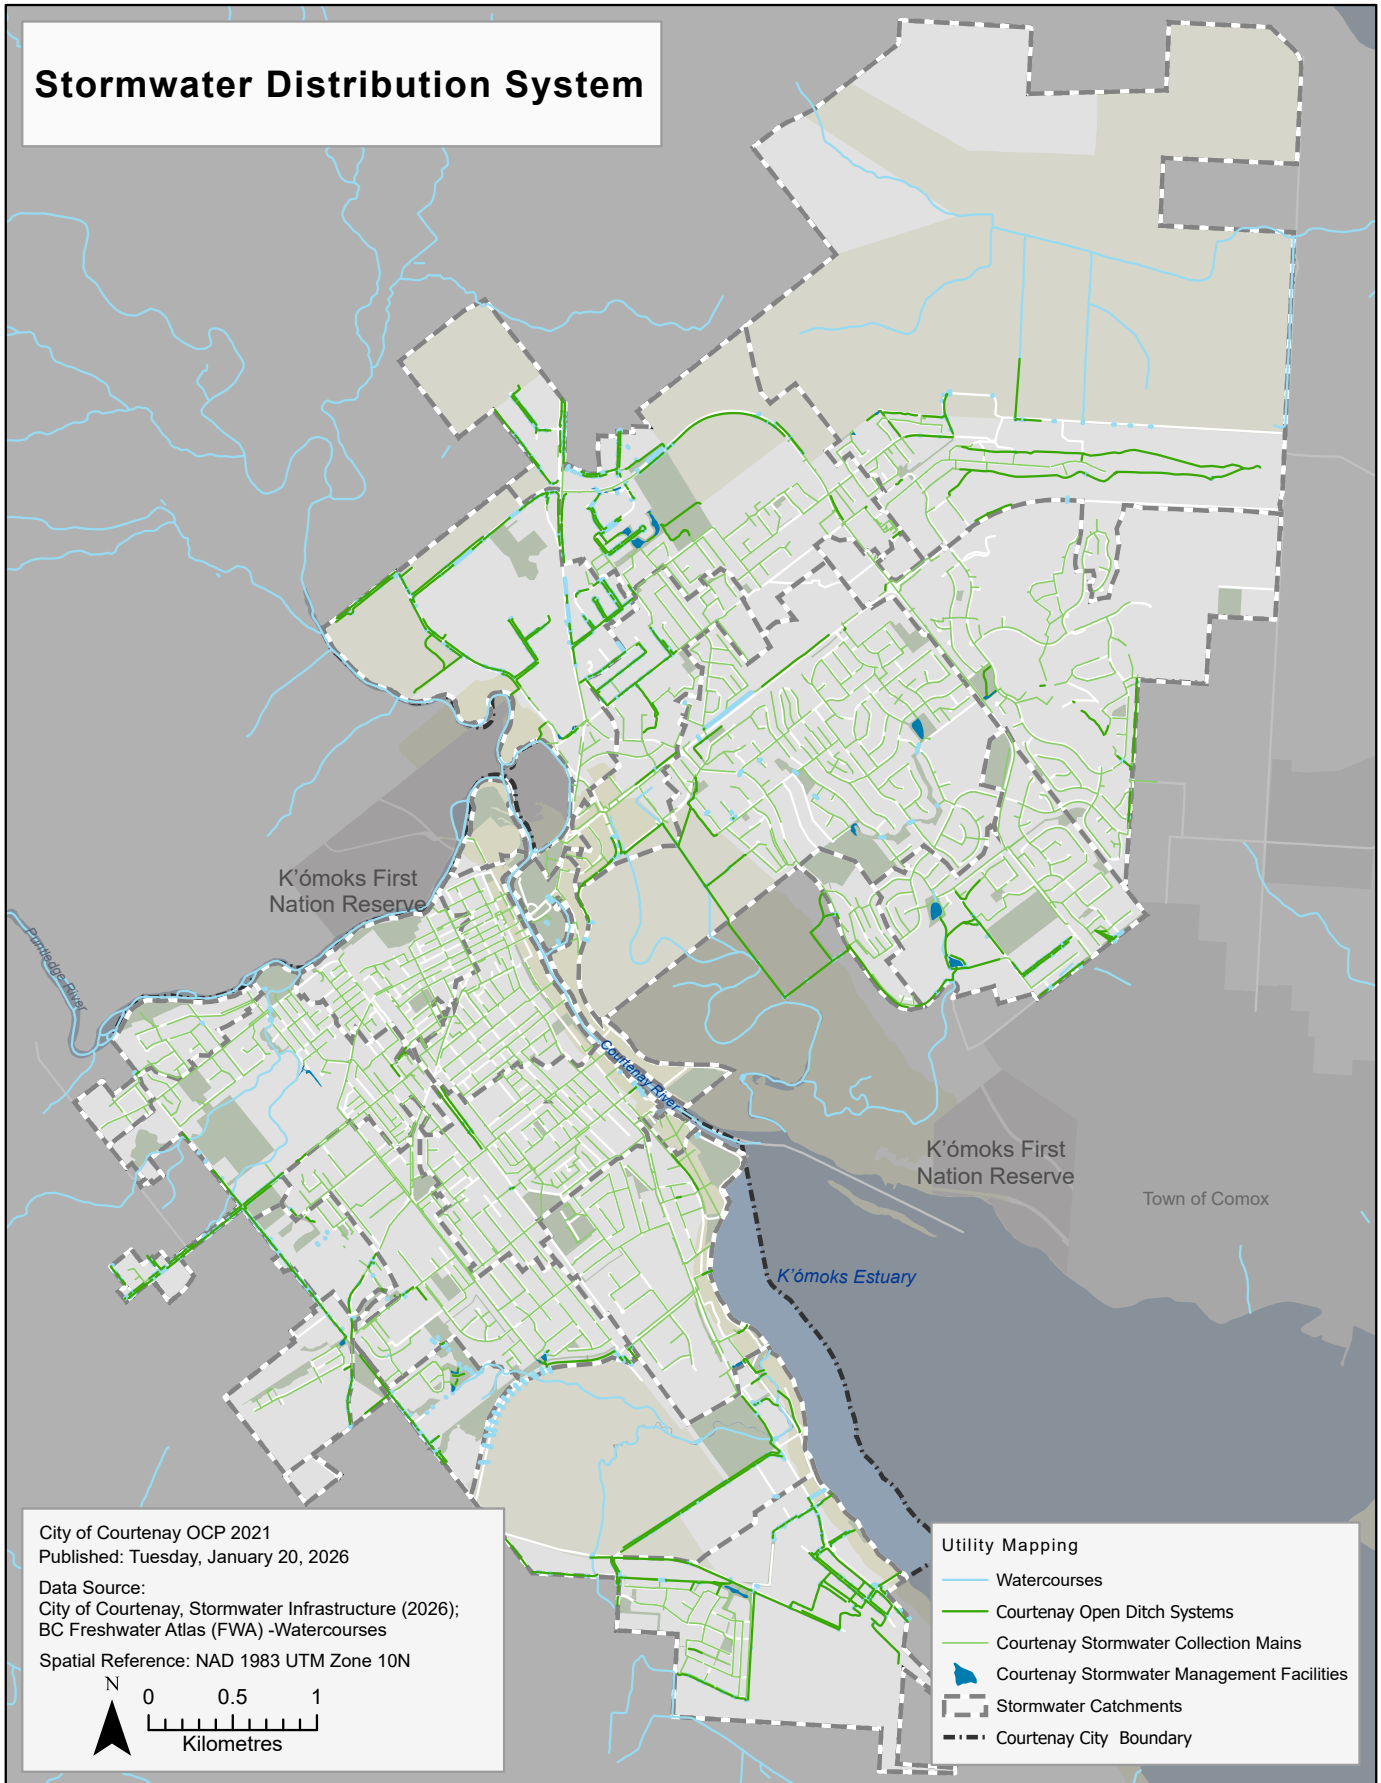 Stormwater Distribution System
K'ómoks First
Nation Reserve
Puntledge River
Courtenay River
K'ómoks First
Nation Reserve
Town of Comox
K'ómoks Estuary
City of Courtenay OCP 2021
Published: Tuesday, January 20, 2026
Data Source:
City of Courtenay, Stormwater Infrastructure (2026);
BC Freshwater Atlas (FWA) -Watercourses
Spatial Reference: NAD 1983 UTM Zone 10N
N
0 0.5 1
Kilometres
Utility Mapping
Watercourses
Courtenay Open Ditch Systems
Courtenay Stormwater Collection Mains
Courtenay Stormwater Management Facilities
Stormwater Catchments
Courtenay City Boundary